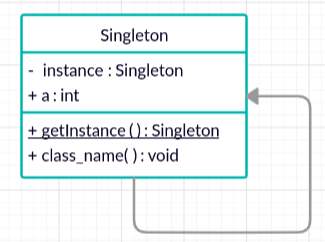 Singleton
- instance : Singleton
+ a : int
+ getInstance ( ) : Singleton
+ class_name( ) : void